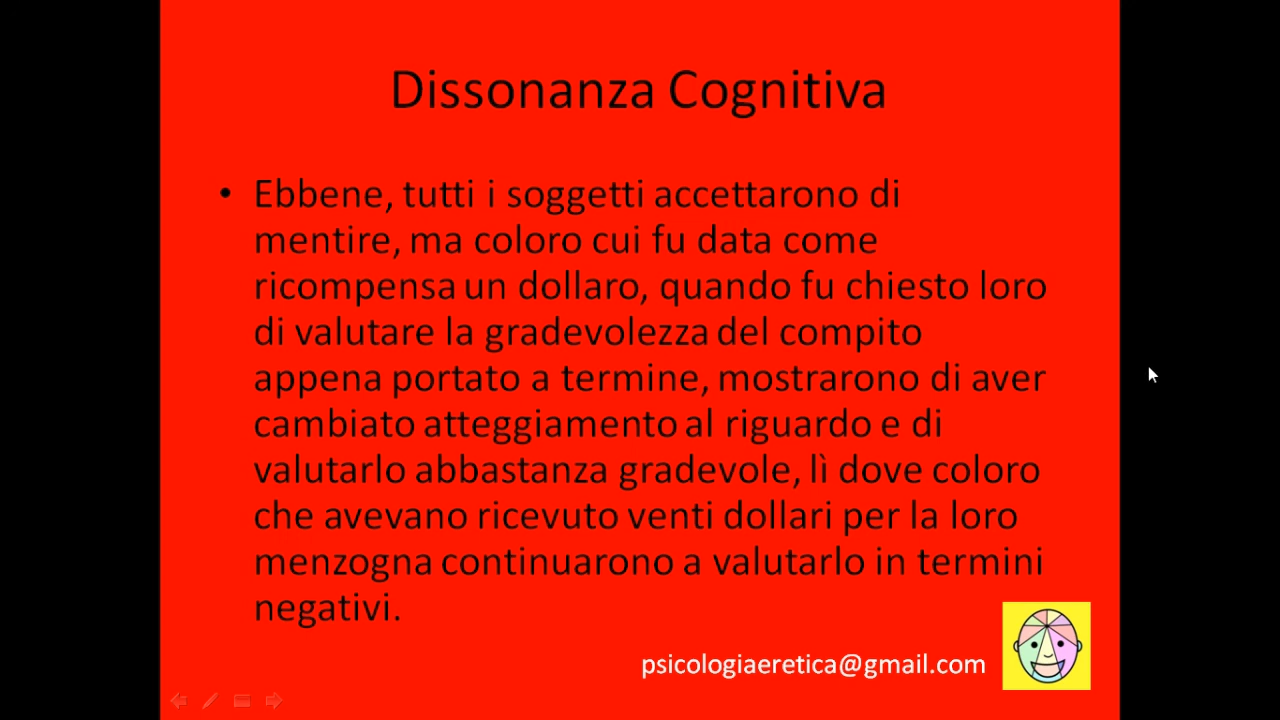 Dissonanza Cognitiva
• Ebbene, tutti i soggetti accettarono di
mentire, ma coloro cui fu data come
ricompensa un dollaro, quando fu chiesto loro
di valutare la gradevolezza del compito
appena portato a termine, mostrarono di aver
cambiato atteggiamento al riguardo e di
valutarlo abbastanza gradevole, lì dove coloro
che avevano ricevuto venti dollari per la loro
menzogna continuarono a valutarlo in termini
negativi.
psicologiaeretica@gmail.com